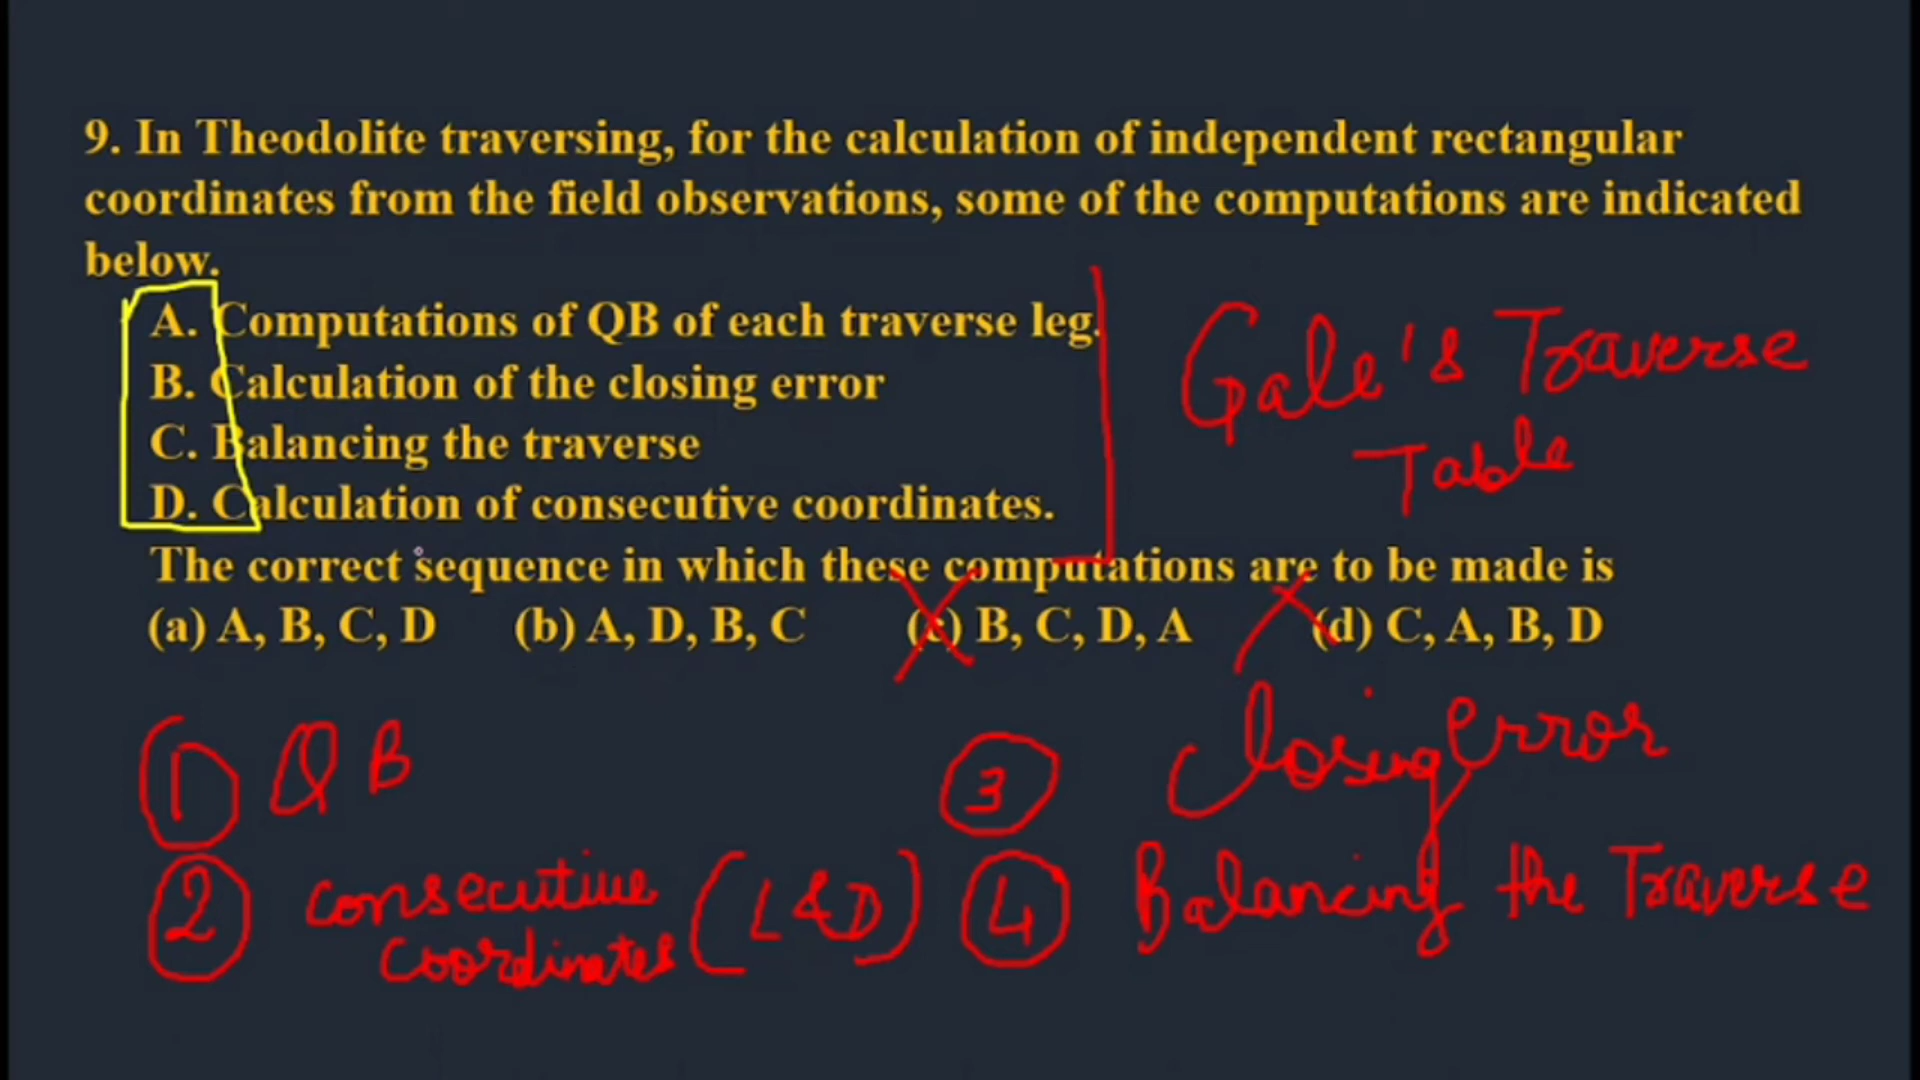 9. In Theodolite traversing, for the calculation of independent rectangular
coordinates from the field observations, some of the computations are indicated
below.
A. Computations of QB of each traverse leg.
B. Calculation of the closing error
C. Balancing the traverse
D. Calculation of consecutive coordinates.
Gale's Traverse
Table
The correct sequence in which these computations are to be made is
(a) A, B, C, D (b) A, D, B, C (c) B, C, D, A (d) C, A, B, D
1 QB
2 consecutive
coordinates (L & D)
3 Closing error
4 Balancing the Traverse